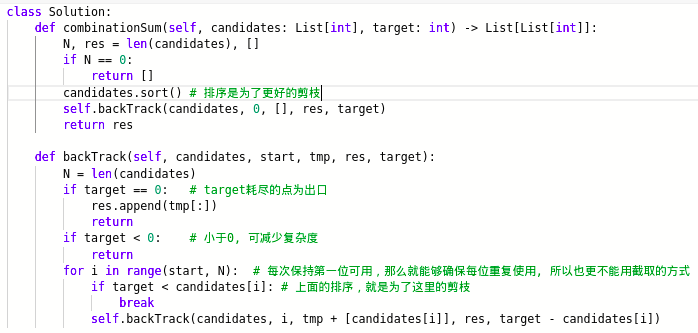 class Solution:
    def combinationSum(self, candidates: List[int], target: int) -> List[List[int]]:
        N, res = len(candidates), []
        if N == 0:
            return []
        candidates.sort() # 排序是为了更好的剪枝
        self.backTrack(candidates, 0, [], res, target)
        return res

    def backTrack(self, candidates, start, tmp, res, target):
        N = len(candidates)
        if target == 0:   # target耗尽的点为出口
            res.append(tmp[:])
            return
        if target < 0:    # 小于0, 可减少复杂度
            return
        for i in range(start, N):  # 每次保持第一位可用，那么就能够确保每位重复使用, 所以也更不能用截取的方式
            if target < candidates[i]: # 上面的排序，就是为了这里的剪枝
                break
            self.backTrack(candidates, i, tmp + [candidates[i]], res, target - candidates[i])